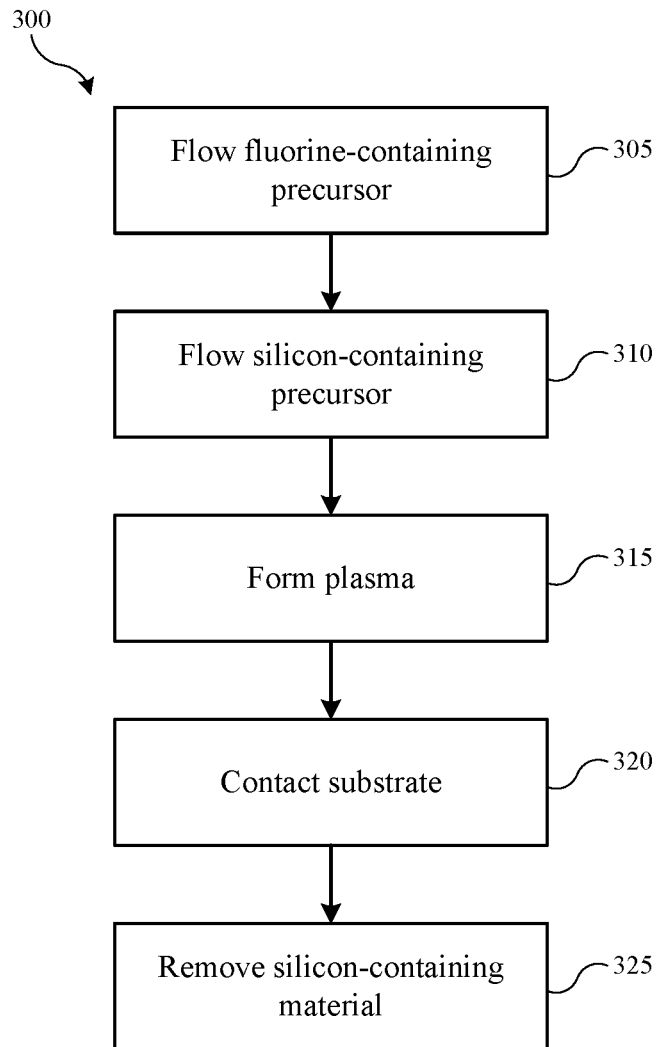 300
Flow fluorine-containing
precursor
305
Flow silicon-containing
precursor
310
Form plasma
315
Contact substrate
320
Remove silicon-containing
material
325